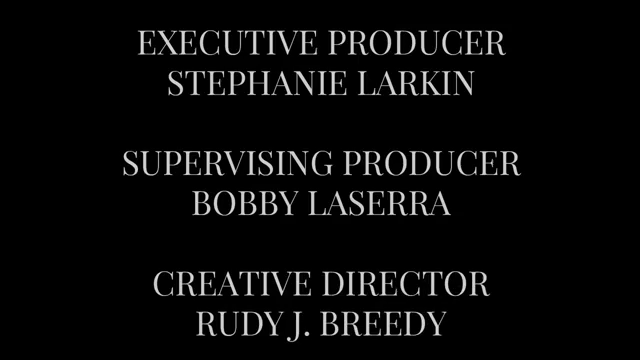 EXECUTIVE PRODUCER
STEPHANIE LARKIN
SUPERVISING PRODUCER
BOBBY LASERRA
CREATIVE DIRECTOR
RUDY J. BREEDY